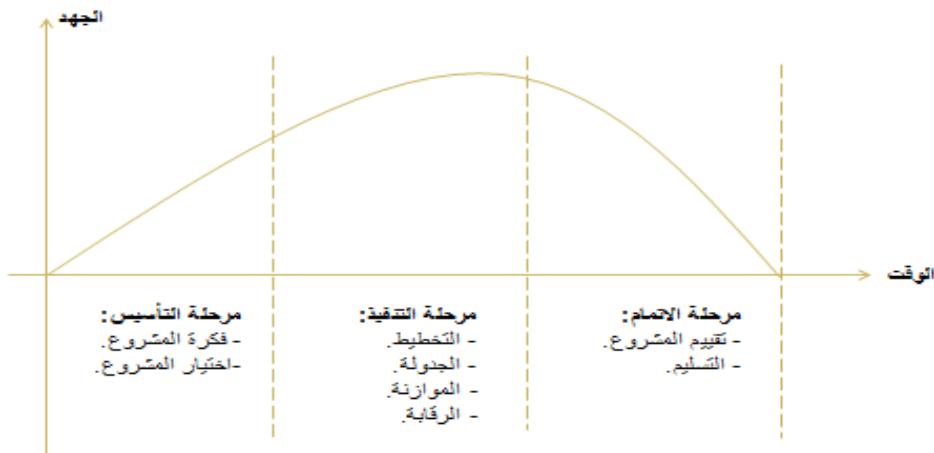 الجهد
الوقت
مرحلة التأسيس:
- فكرة المشروع.
-اختيار المشروع.
مرحلة التنفيذ:
- التخطيط.
- الجدولة.
- الموازنة.
- الرقابة.
مرحلة الاتمام:
- تقييم المشروع.
- التسليم.